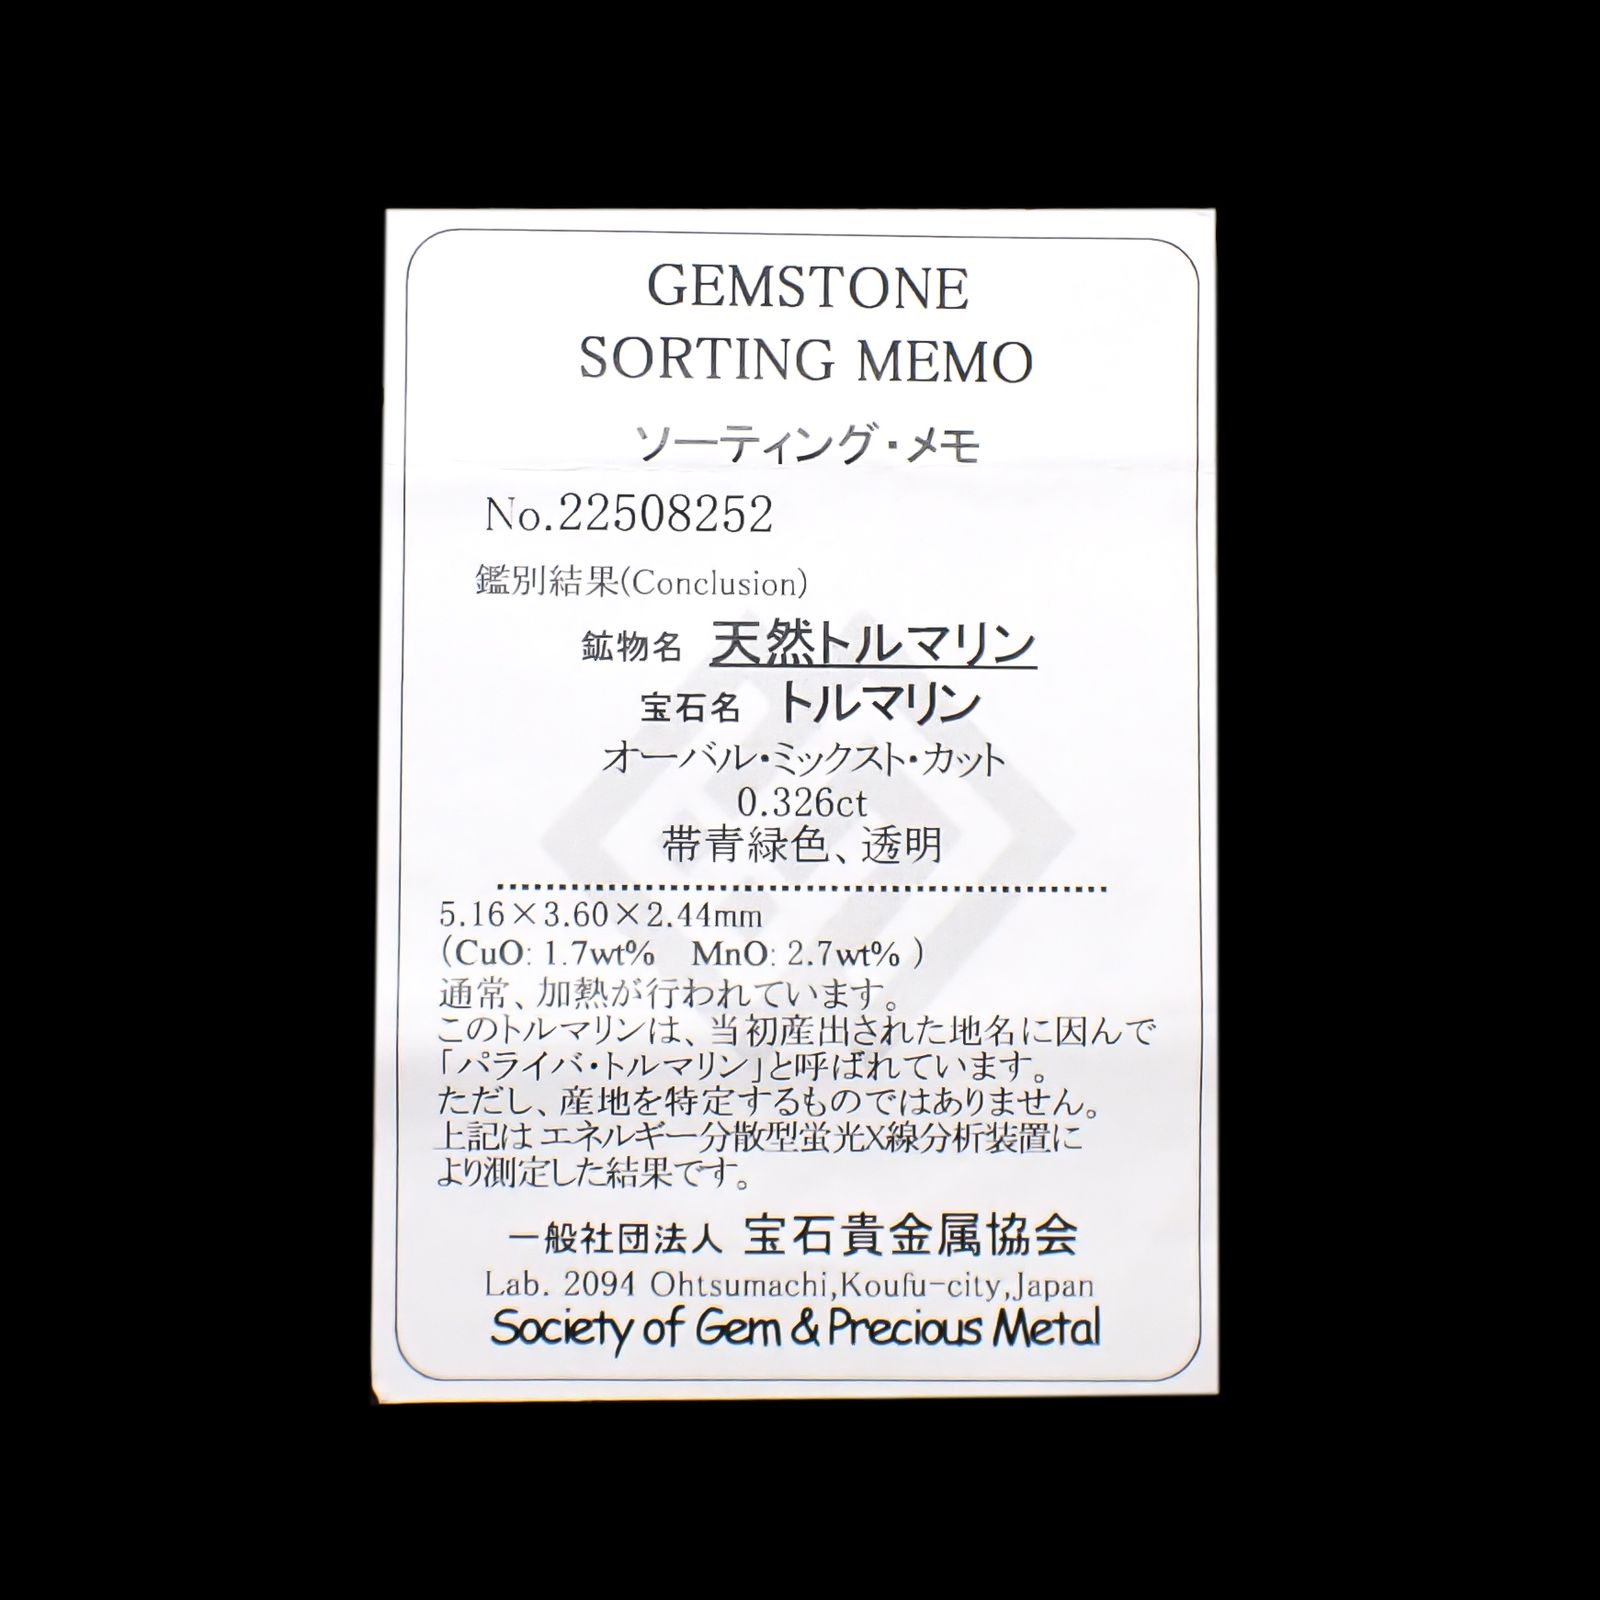 GEMSTONE
SORTING MEMO
ソーティング・メモ
No.22508252
鑑別結果(Conclusion)
鉱物名 天然トルマリン
宝石名 トルマリン
オーバル・ミックスト・カット
0.326ct
帯青緑色、透明
5.16×3.60×2.44mm
(CuO: 1.7wt% MnO: 2.7wt% )
通常、加熱が行われています。
このトルマリンは、当初産出された地名に因んで
「パライバ・トルマリン」と呼ばれています。
ただし、産地を特定するものではありません。
上記は エネルギー分散型蛍光X線分析装置に
より測定した結果です。
一般社団法人 宝石貴金属協会
Lab. 2094 Ohtsumachi,Koufu-city,Japan
Society of Gem & Precious Metal